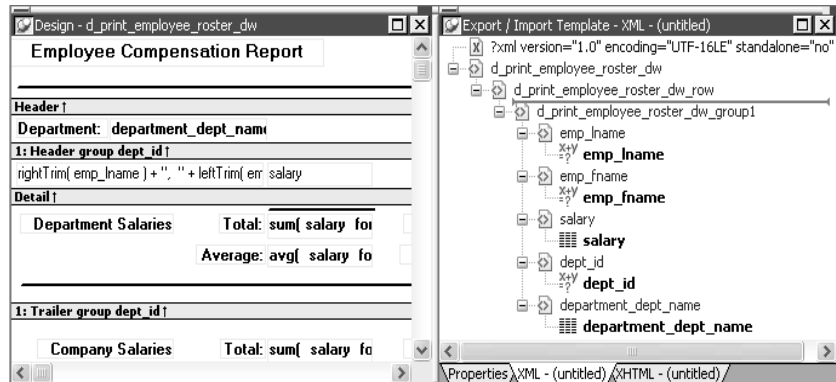 Design - d_print_employee_roster_dw
Employee Compensation Report
Header ↑
Department: department_dept_name
1: Header group dept_id ↑
rightTrim( emp_lname ) + ", " + leftTrim( em salary
Detail ↑
Department Salaries Total: sum( salary for
Average: avg( salary fo
1: Trailer group dept_id ↑
Company Salaries Total: sum( salary fo
Export / Import Template - XML - (untitled)
?xml version="1.0" encoding="UTF-16LE" standalone="no"
d_print_employee_roster_dw
d_print_employee_roster_dw_row
d_print_employee_roster_dw_group1
emp_lname
x+y=? emp_lname
emp_fname
x+y=? emp_fname
salary
salary
dept_id
x+y=? dept_id
department_dept_name
department_dept_name
Properties XML - (untitled) XHTML - (untitled)